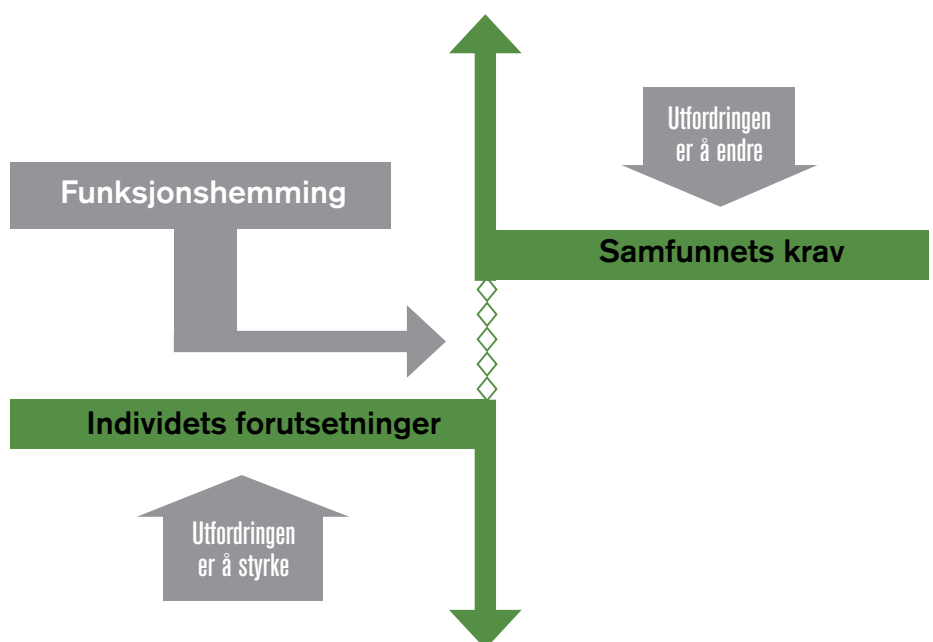 Utfordringen
er å endre
Funksjonshemming
Samfunnets krav
Individets forutsetninger
Utfordringen
er å styrke